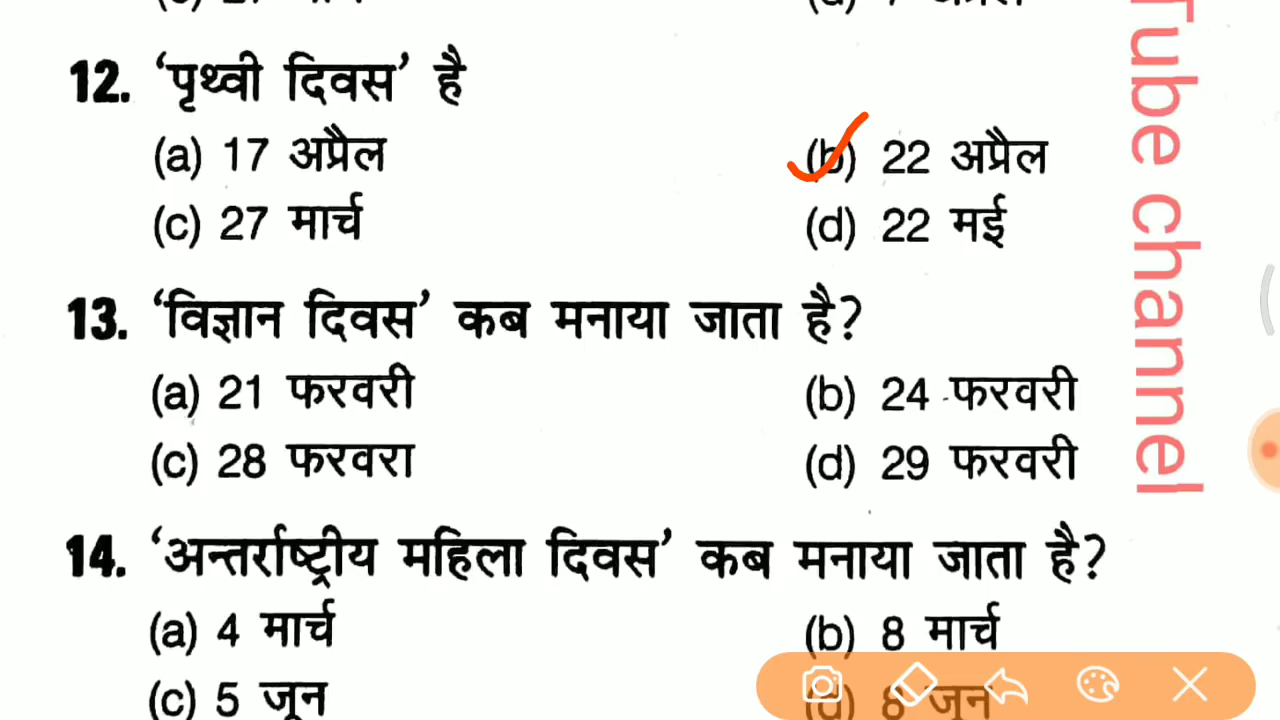 12. ‘पृथ्वी दिवस’ है
(a) 17 अप्रैल (b) 22 अप्रैल
(c) 27 मार्च (d) 22 मई
13. ‘विज्ञान दिवस’ कब मनाया जाता है?
(a) 21 फरवरी (b) 24 फरवरी
(c) 28 फरवरा (d) 29 फरवरी
14. ‘अन्तर्राष्ट्रीय महिला दिवस’ कब मनाया जाता है?
(a) 4 मार्च (b) 8 मार्च
(c) 5 जून (d) 8 जून
Tube channel